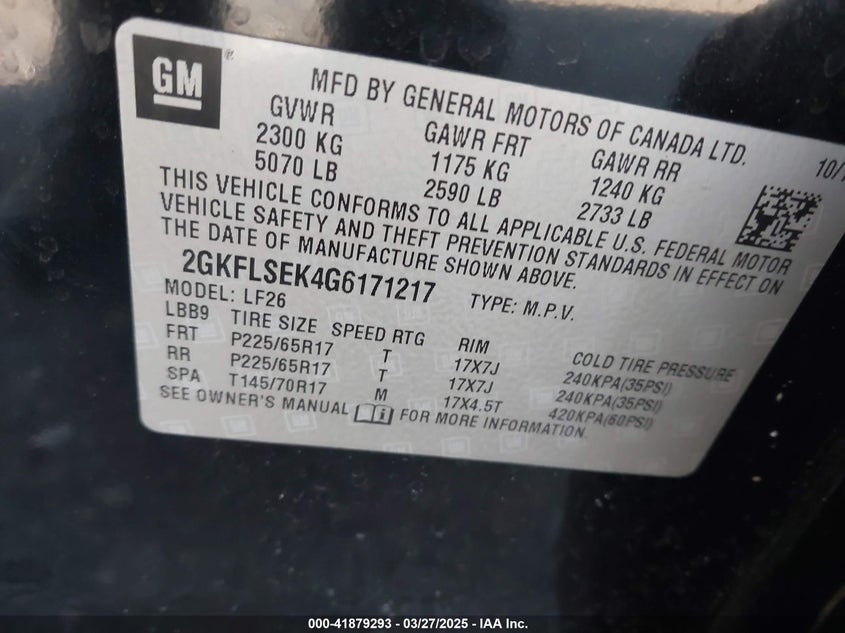 GM
MFD BY GENERAL MOTORS OF CANADA LTD.
GVWR GAWR FRT GAWR RR 10/
2300 KG 1175 KG 1240 KG
5070 LB 2590 LB 2733 LB
THIS VEHICLE CONFORMS TO ALL APPLICABLE U.S. FEDERAL MOTOR
VEHICLE SAFETY AND THEFT PREVENTION STANDARDS IN EFFECT ON
THE DATE OF MANUFACTURE SHOWN ABOVE.
2GKFLSEK4G6171217 TYPE: M.P.V.
MODEL: LF26
LBB9 TIRE SIZE SPEED RTG RIM COLD TIRE PRESSURE
FRT P225/65R17 T 17X7J 240KPA(35PSI)
RR P225/65R17 T 17X7J 240KPA(35PSI)
SPA T145/70R17 M 17X4.5T 420KPA(60PSI)
SEE OWNER'S MANUAL FOR MORE INFORMATION.
000-41879293 — 03/27/2025 — IAA Inc.